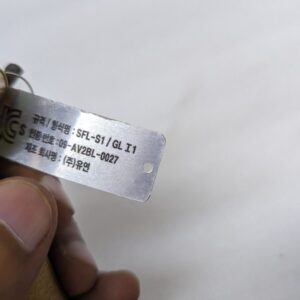 규격 / 형식명 : SFL-S1 / GL I 1
S 인증 번호 : 09-AV2BL-0027
제조 회사명 : (주)유연